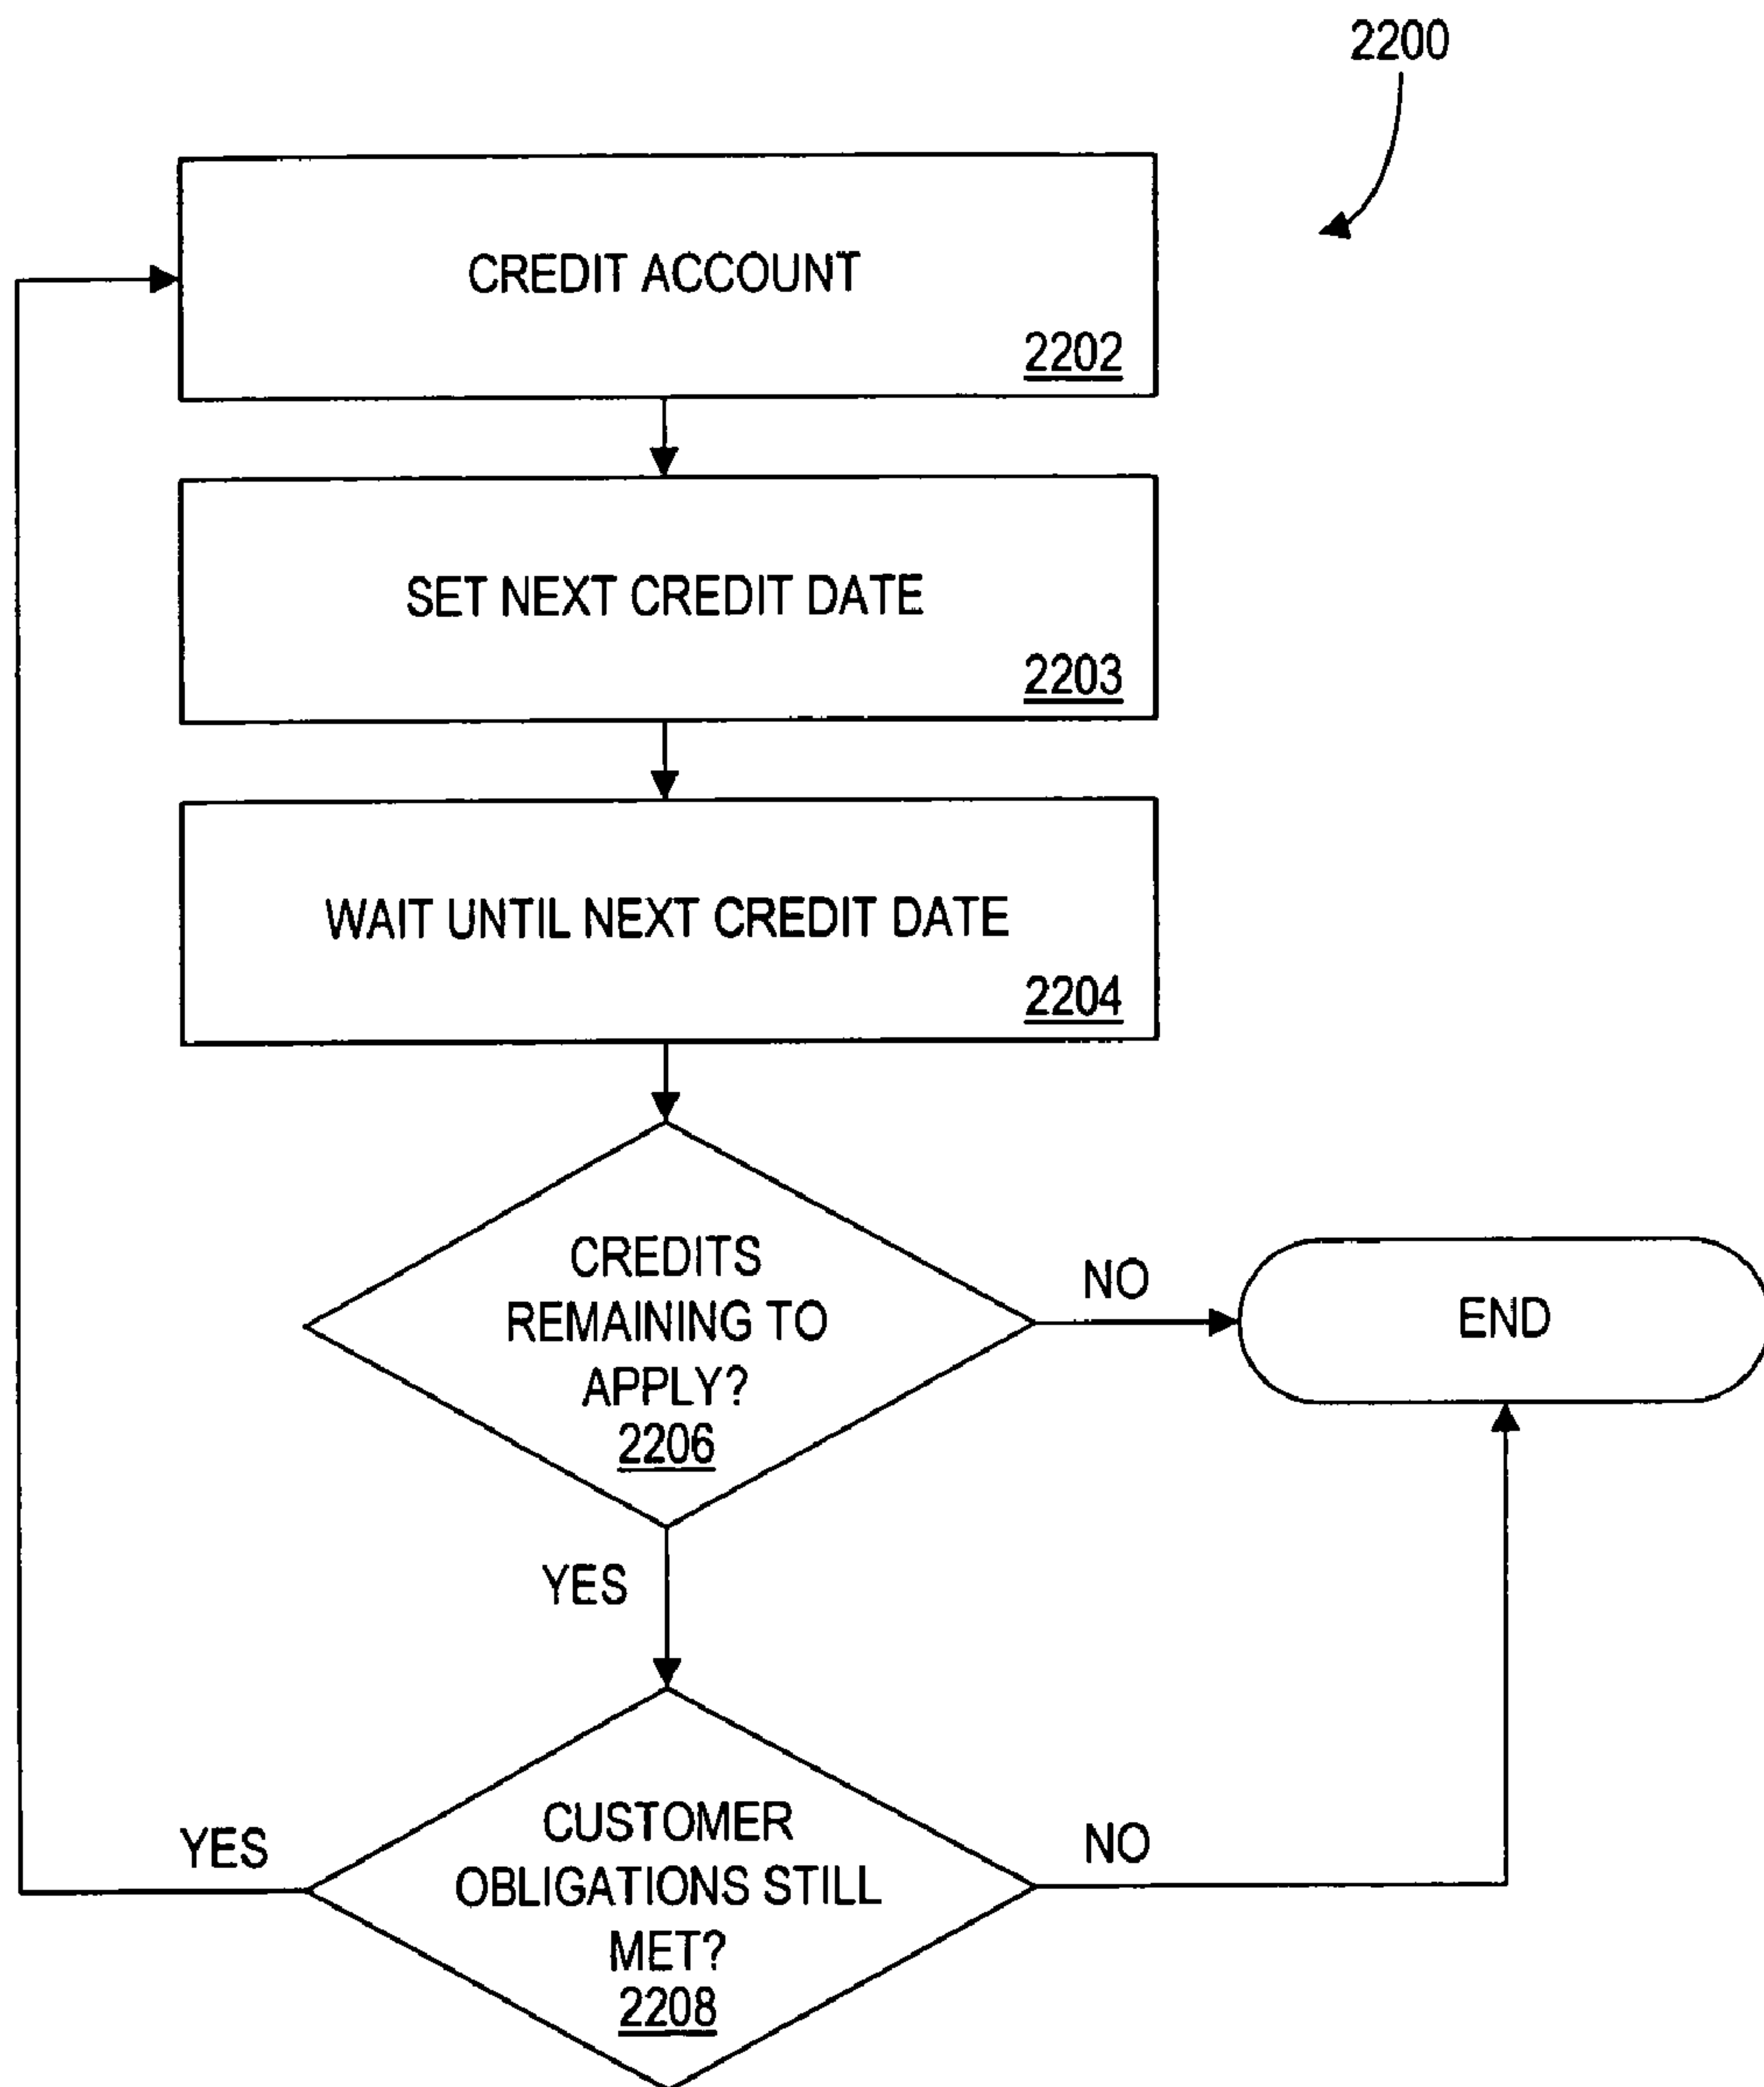 2200
CREDIT ACCOUNT
2202
SET NEXT CREDIT DATE
2203
WAIT UNTIL NEXT CREDIT DATE
2204
CREDITS
REMAINING TO
APPLY?
2206
NO
END
YES
CUSTOMER
OBLIGATIONS STILL
MET?
2208
YES
NO